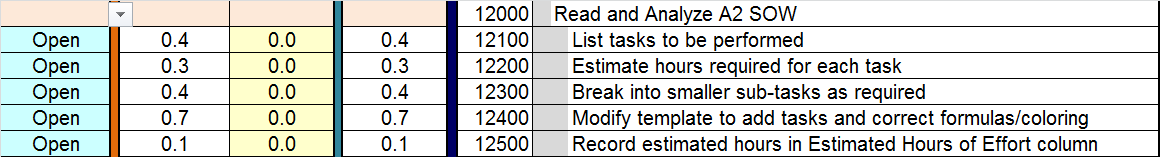 12000 Read and Analyze A2 SOW
Open 0.4 0.0 0.4 12100 List tasks to be performed
Open 0.3 0.0 0.3 12200 Estimate hours required for each task
Open 0.4 0.0 0.4 12300 Break into smaller sub-tasks as required
Open 0.7 0.0 0.7 12400 Modify template to add tasks and correct formulas/coloring
Open 0.1 0.0 0.1 12500 Record estimated hours in Estimated Hours of Effort column